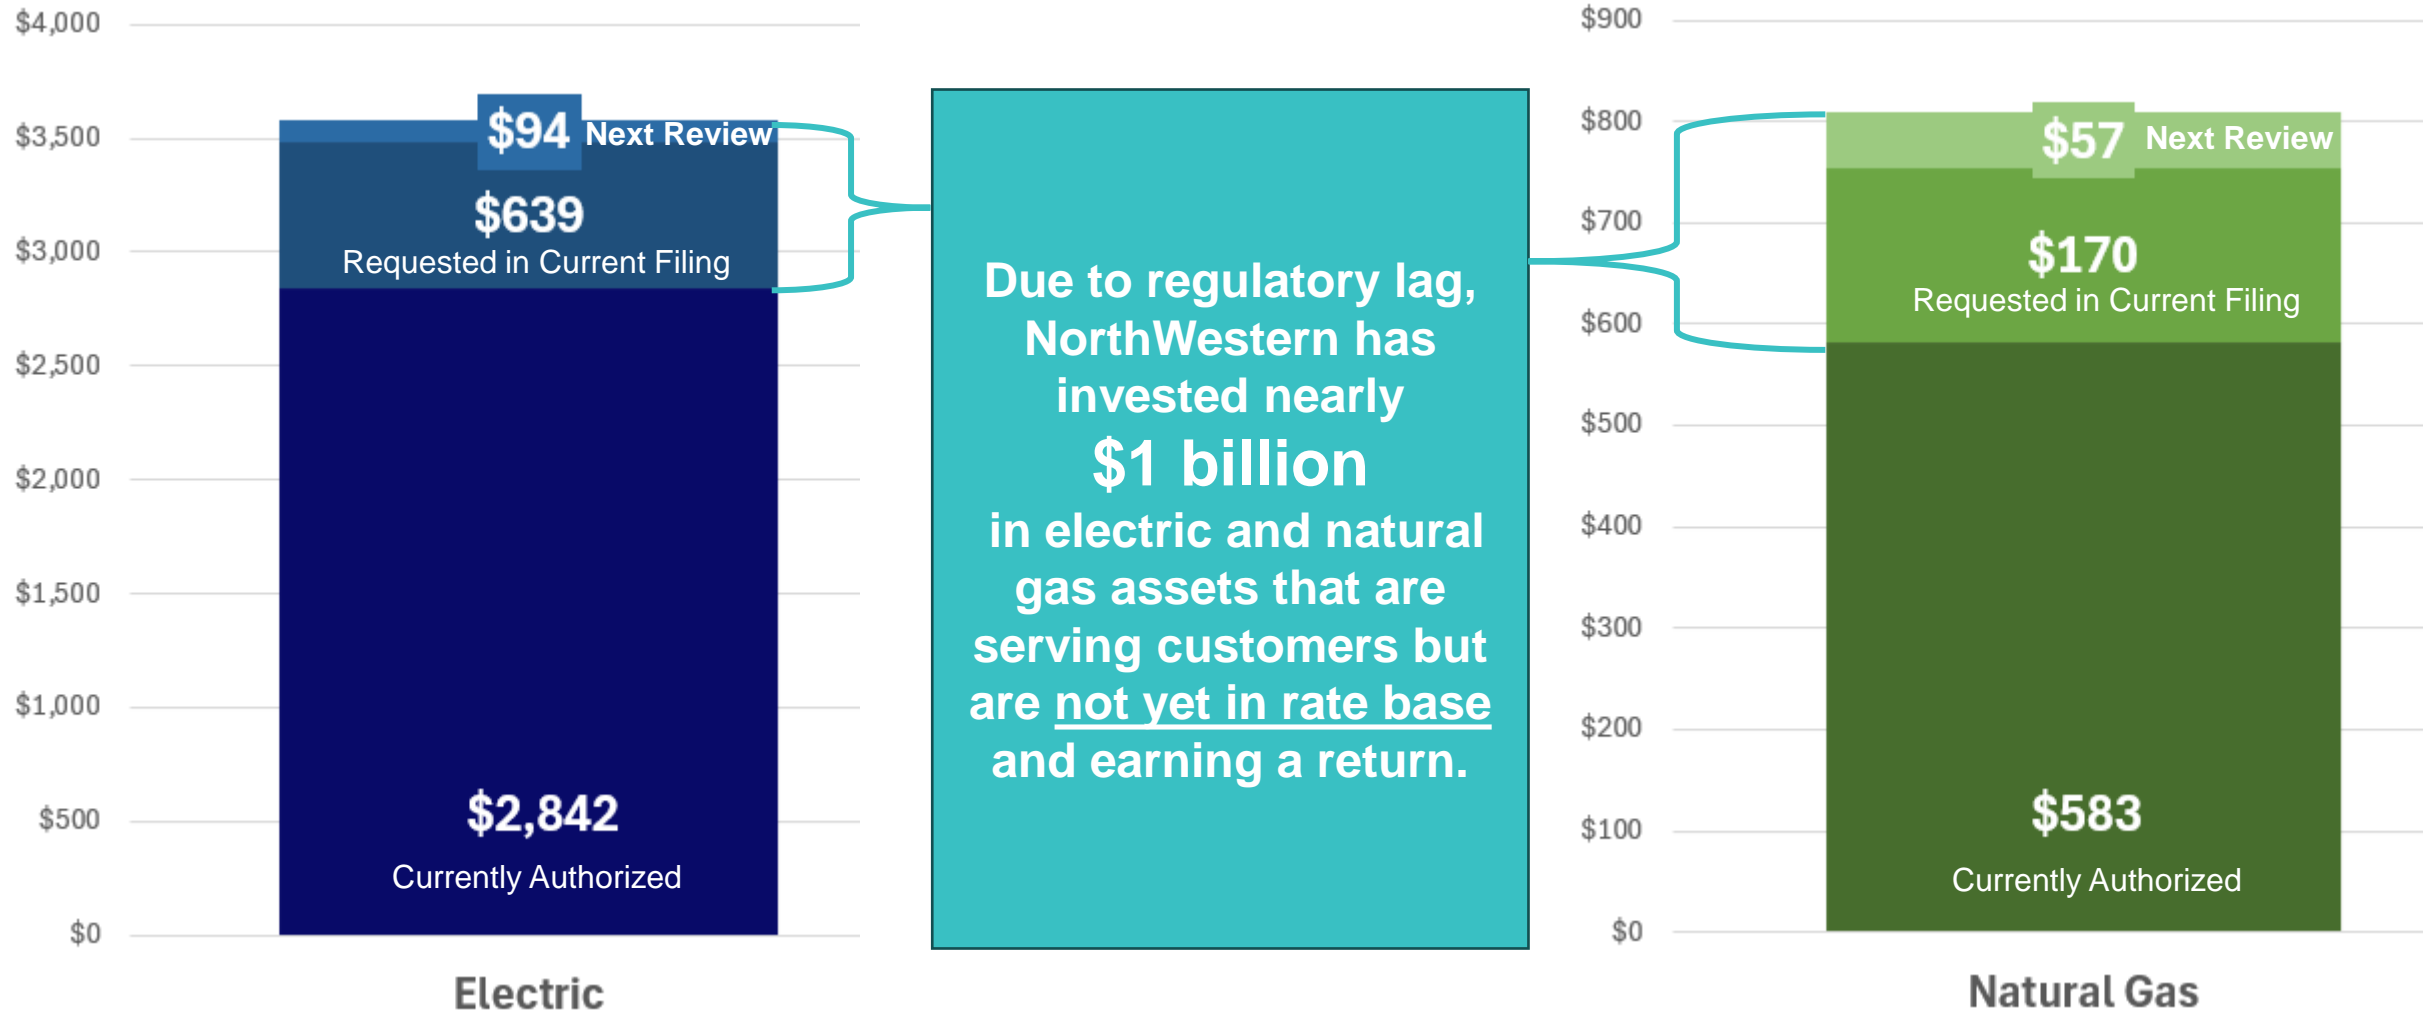 $4,000
$3,500
$3,000
$2,500
$2,000
$1,500
$1,000
$500
$0
$94 Next Review
$639
Requested in Current Filing
$2,842
Currently Authorized
Electric
Due to regulatory lag,
NorthWestern has
invested nearly
$1 billion
in electric and natural
gas assets that are
serving customers but
are not yet in rate base
and earning a return.
$900
$800
$700
$600
$500
$400
$300
$200
$100
$0
$57 Next Review
$170
Requested in Current Filing
$583
Currently Authorized
Natural Gas